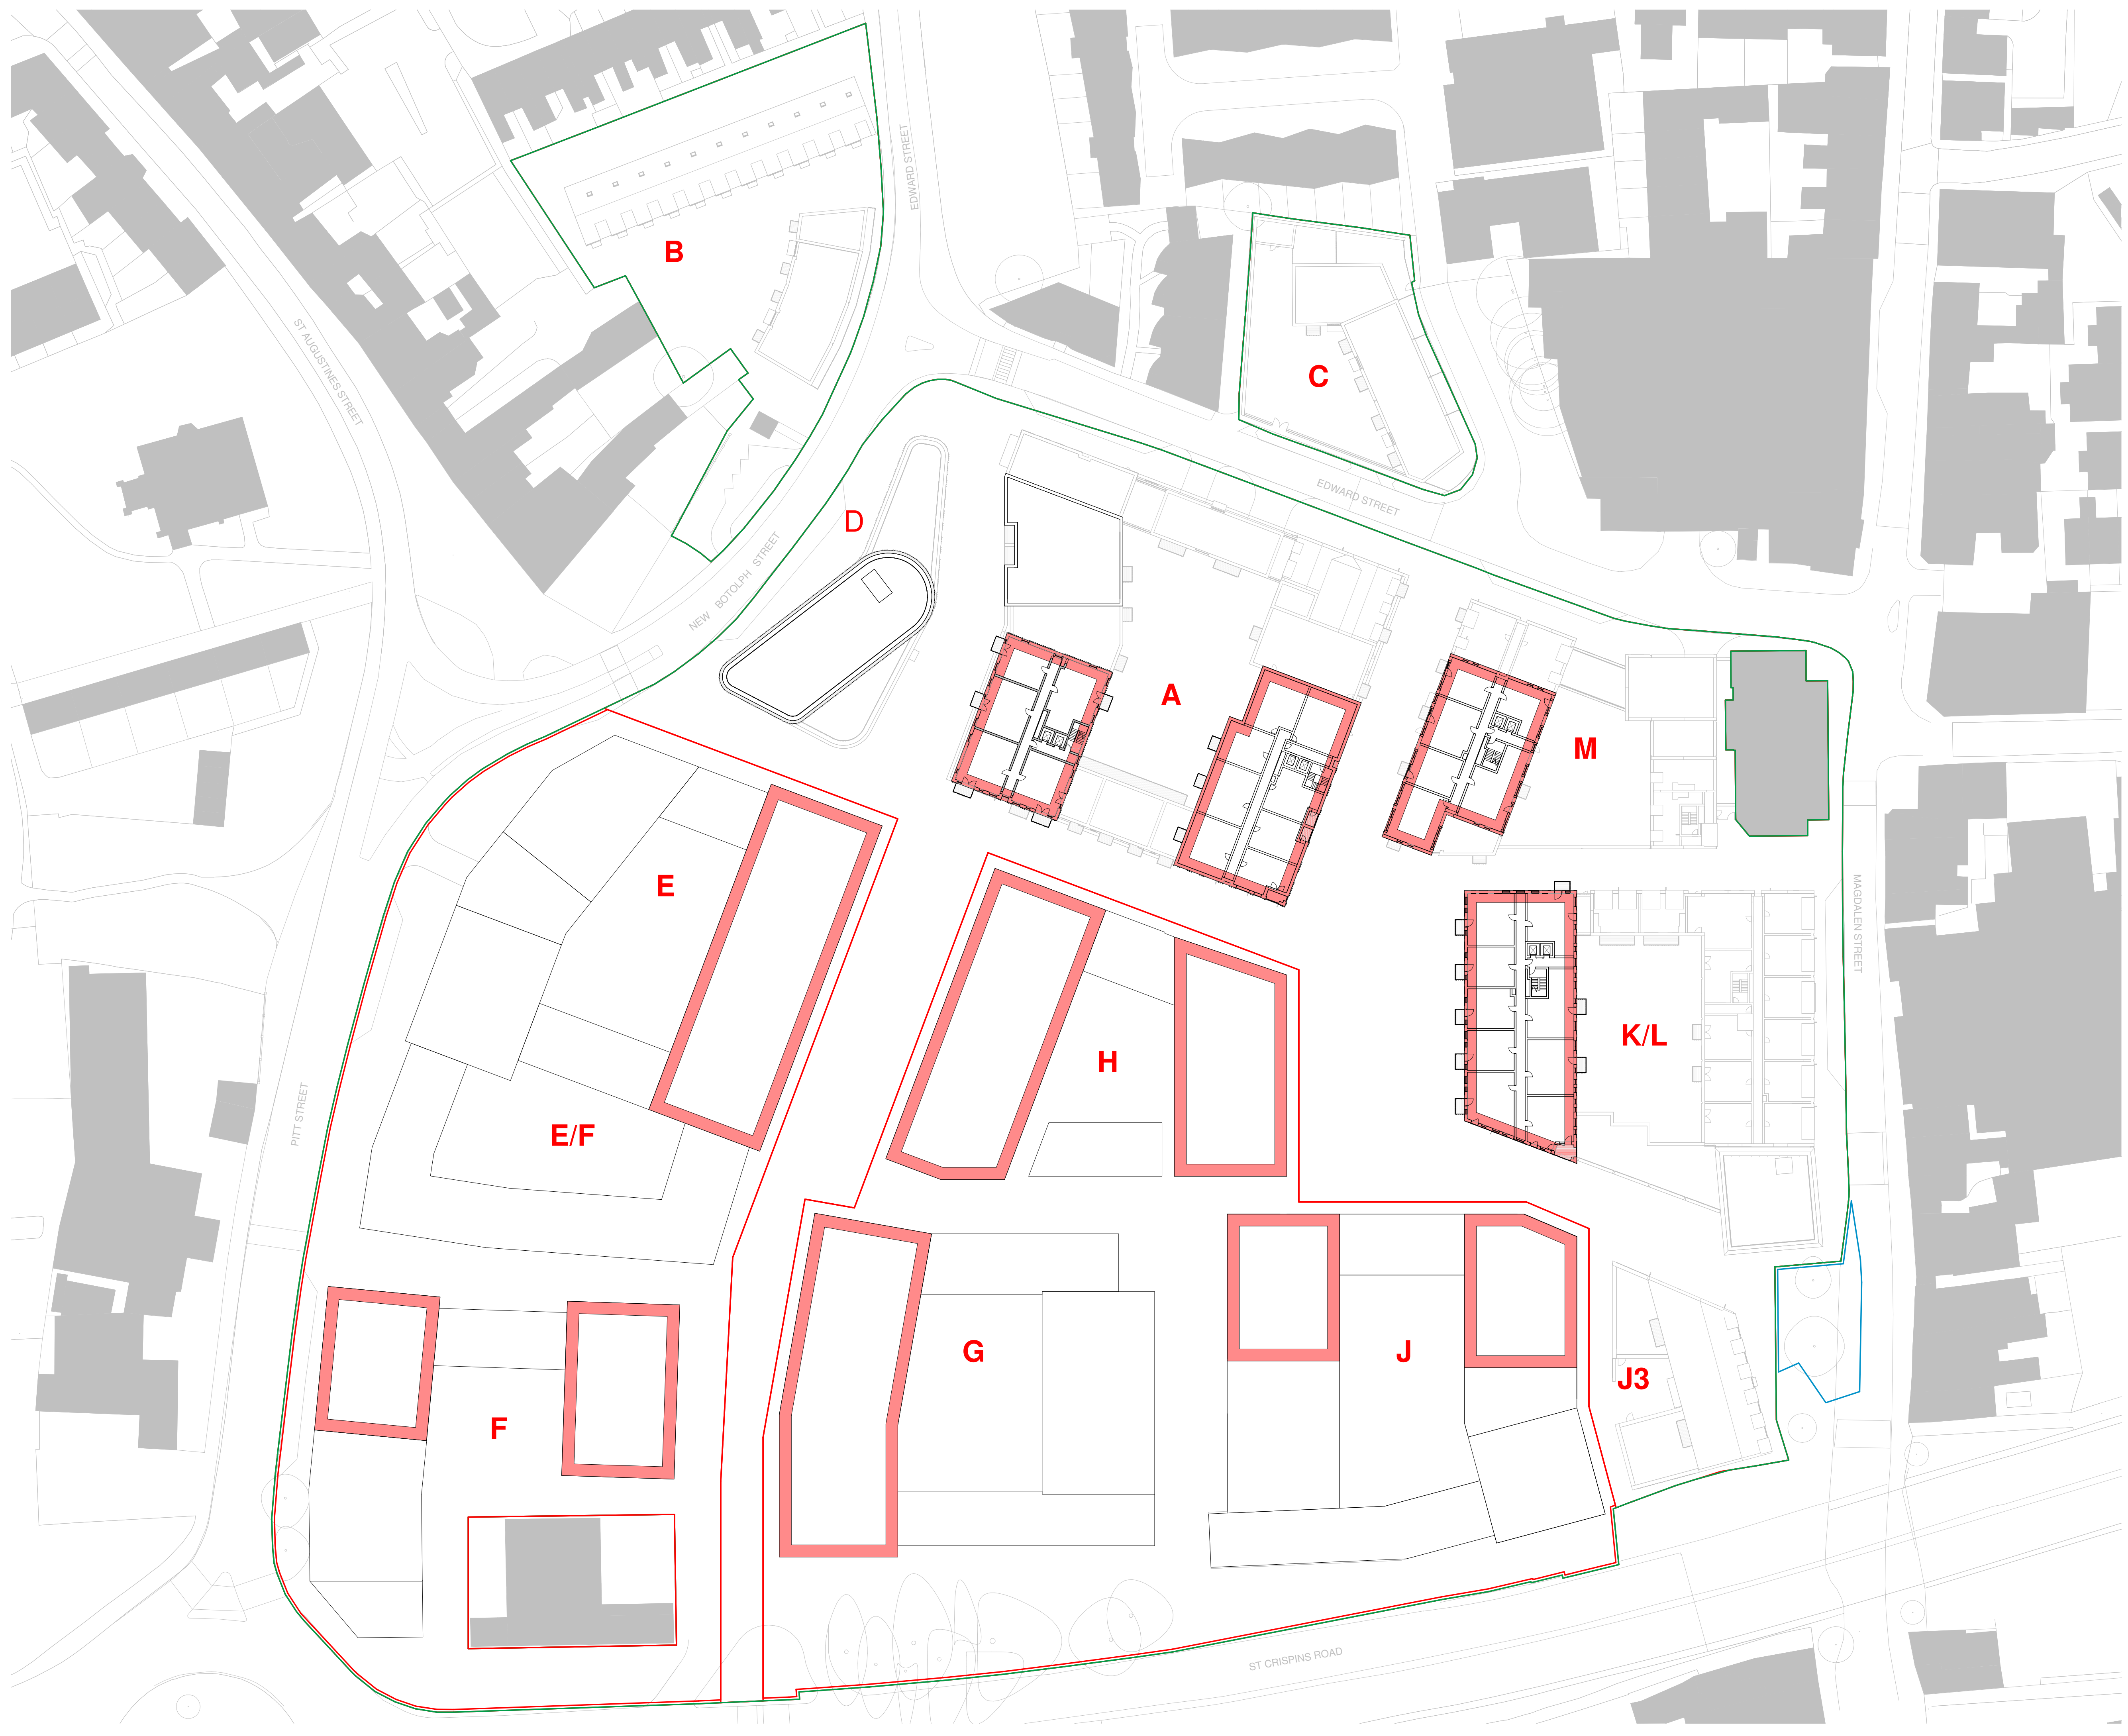 EDWARD STREET
B
ST AUGUSTINES STREET
C
EDWARD STREET
D
NEW BOTOLPH STREET
A
M
E
MAGDALEN STREET
K/L
H
PITT STREET
E/F
G
J
J3
F
ST CRISPINS ROAD